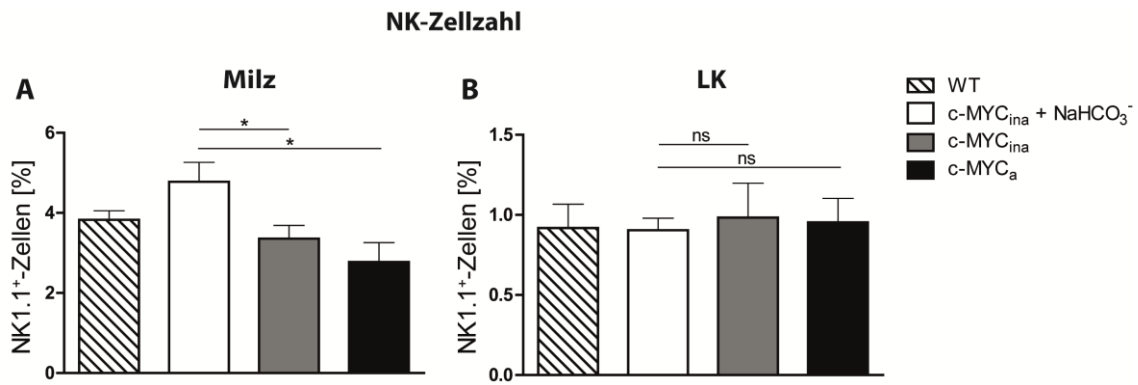 NK-Zellzahl
A
Milz
NK1.1⁺-Zellen [%]
6
4
2
0
*
*
B
LK
NK1.1⁺-Zellen [%]
1.5
1.0
0.5
0.0
ns
ns
WT
c-MYCᵢₙₐ + NaHCO₃⁻
c-MYCᵢₙₐ
c-MYCₐ